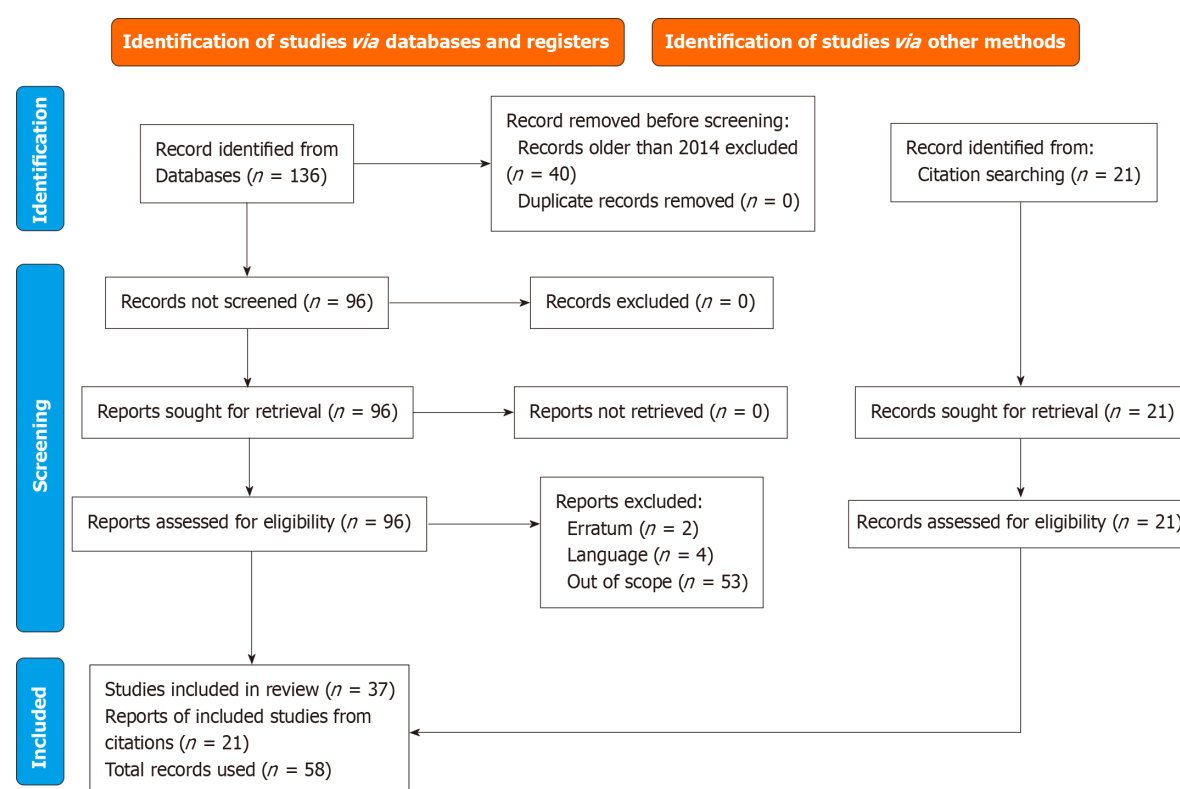 Identification of studies via databases and registers
Identification of studies via other methods
Identification
Record identified from
Databases (n = 136)
Record removed before screening:
Records older than 2014 excluded
(n = 40)
Duplicate records removed (n = 0)
Record identified from:
Citation searching (n = 21)
Screening
Records not screened (n = 96)
Records excluded (n = 0)
Reports sought for retrieval (n = 96)
Reports not retrieved (n = 0)
Records sought for retrieval (n = 21)
Reports assessed for eligibility (n = 96)
Reports excluded:
Erratum (n = 2)
Language (n = 4)
Out of scope (n = 53)
Records assessed for eligibility (n = 21)
Included
Studies included in review (n = 37)
Reports of included studies from
citations (n = 21)
Total records used (n = 58)